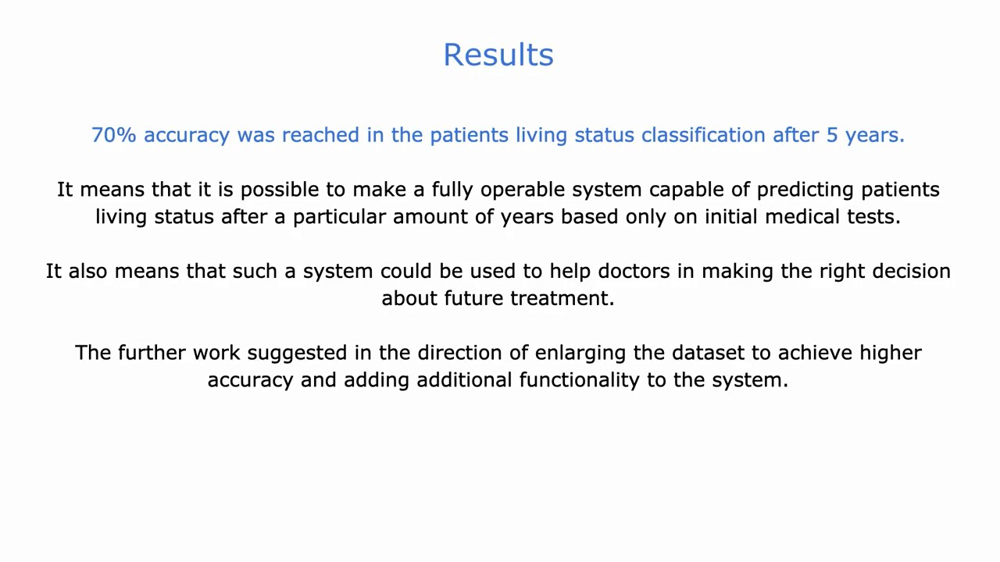 Results
70% accuracy was reached in the patients living status classification after 5 years.
It means that it is possible to make a fully operable system capable of predicting patients
living status after a particular amount of years based only on initial medical tests.
It also means that such a system could be used to help doctors in making the right decision
about future treatment.
The further work suggested in the direction of enlarging the dataset to achieve higher
accuracy and adding additional functionality to the system.